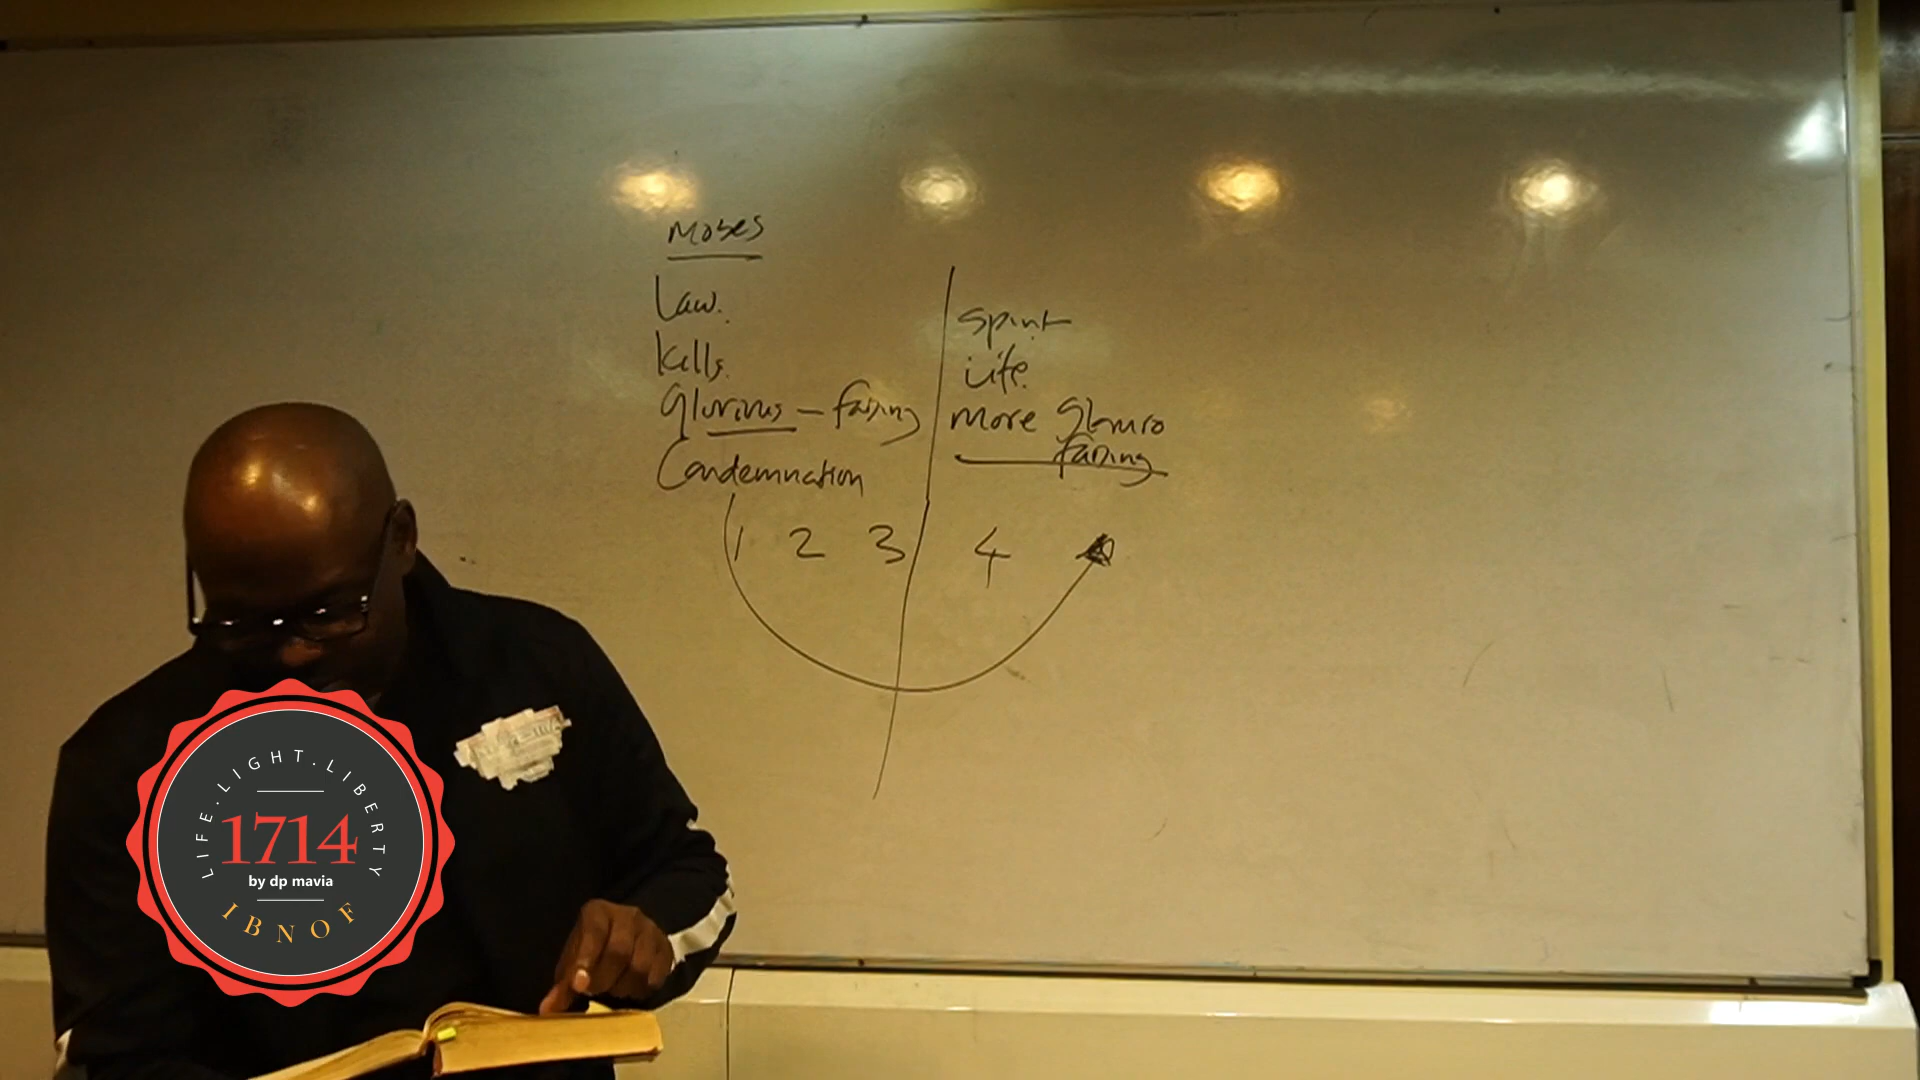 Moses
Law.
Kills.
Glorious – fading
Condemnation
Spirit
Life.
more Glorio
fading
1 2 3 4
LIFE.LIGHT.LIBERTY
1714
by dp mavia
IBNOF